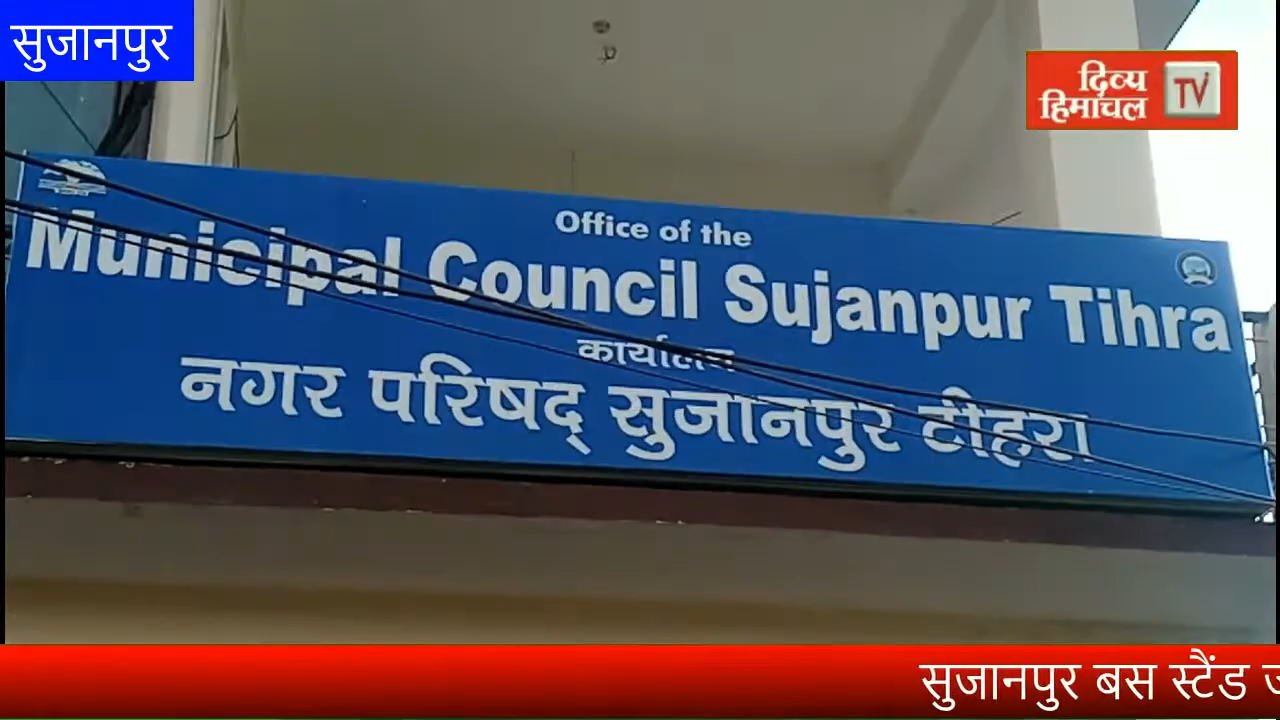 सुजानपुर
दिव्य
हिमाचल TV
Office of the
Municipal Council Sujanpur Tihra
कार्यालय
नगर परिषद् सुजानपुर टीहरा
सुजानपुर बस स्टैंड